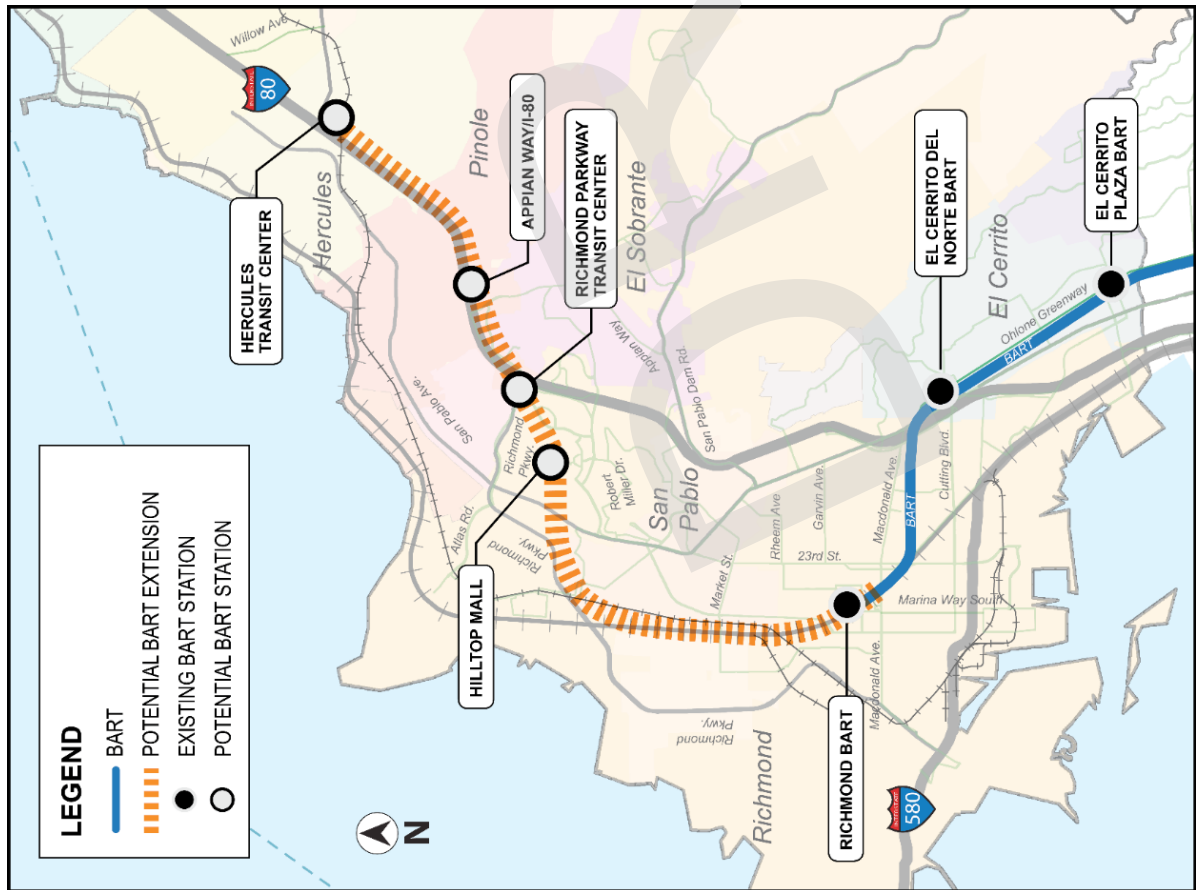 LEGEND
BART
POTENTIAL BART EXTENSION
EXISTING BART STATION
POTENTIAL BART STATION
N
Willow Ave
80
HERCULES
TRANSIT CENTER
Hercules
Pinole
APPIAN WAY/I-80
RICHMOND PARKWAY
TRANSIT CENTER
El Sobrante
San Pablo Ave.
Appian Way
San Pablo Dam Rd.
Richmond
Pkwy.
Atlas Rd.
Richmond
Pkwy.
HILLTOP MALL
Robert
Miller Dr.
San
Pablo
Market St.
Rheem Ave
Garvin Ave.
23rd St.
Macdonald Ave.
Cutting Blvd.
BART
EL CERRITO DEL
NORTE BART
El Cerrito
Ohlone Greenway
BART
EL CERRITO
PLAZA BART
Marina Way South
Macdonald Ave.
RICHMOND BART
Richmond
Pkwy.
Richmond
580